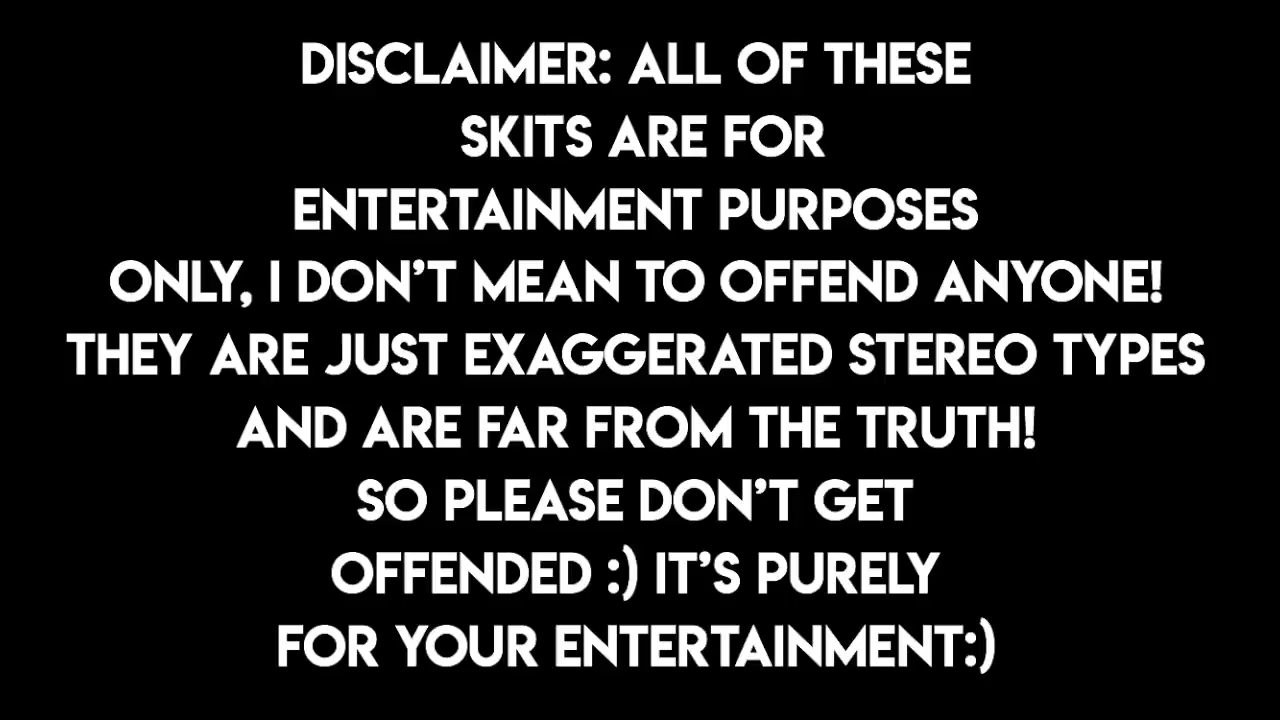 DISCLAIMER: ALL OF THESE
SKITS ARE FOR
ENTERTAINMENT PURPOSES
ONLY, I DON'T MEAN TO OFFEND ANYONE!
THEY ARE JUST EXAGGERATED STEREO TYPES
AND ARE FAR FROM THE TRUTH!
SO PLEASE DON'T GET
OFFENDED :) IT'S PURELY
FOR YOUR ENTERTAINMENT:)